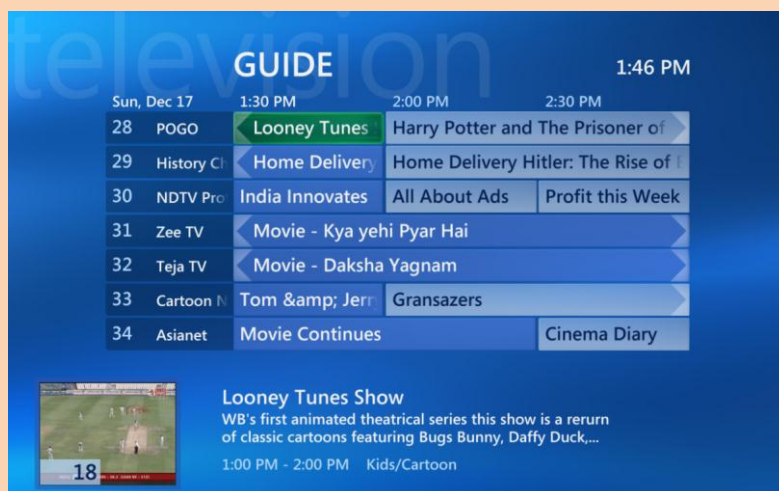 television
GUIDE
1:46 PM
Sun, Dec 17 1:30 PM 2:00 PM 2:30 PM
28 POGO Looney Tunes Harry Potter and The Prisoner of
29 History Ch Home Delivery Home Delivery Hitler: The Rise of E
30 NDTV Pro India Innovates All About Ads Profit this Week
31 Zee TV Movie - Kya yehi Pyar Hai
32 Teja TV Movie - Daksha Yagnam
33 Cartoon N Tom &amp; Jerr Gransazers
34 Asianet Movie Continues Cinema Diary
Looney Tunes Show
WB's first animated theatrical series this show is a rerurn
of classic cartoons featuring Bugs Bunny, Daffy Duck,...
18
1:00 PM - 2:00 PM Kids/Cartoon